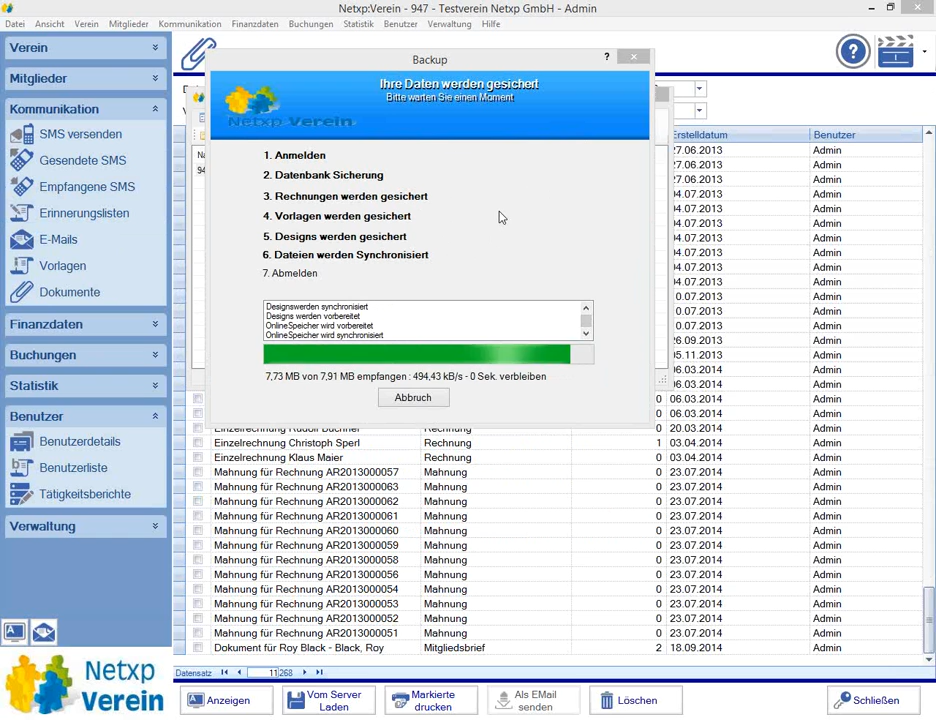 Netxp:Verein - 947 - Testverein Netxp GmbH - Admin
Datei Ansicht Verein Mitglieder Kommunikation Finanzdaten Buchungen Statistik Benutzer Verwaltung Hilfe
Verein
Mitglieder
Kommunikation
SMS versenden
Gesendete SMS
Empfangene SMS
Erinnerungslisten
E-Mails
Vorlagen
Dokumente
Finanzdaten
Buchungen
Statistik
Benutzer
Benutzerdetails
Benutzerliste
Tätigkeitsberichte
Verwaltung
Netxp
Verein
Backup
Ihre Daten werden gesichert
Bitte warten Sie einen Moment
Netxp Verein
1. Anmelden
2. Datenbank Sicherung
3. Rechnungen werden gesichert
4. Vorlagen werden gesichert
5. Designs werden gesichert
6. Dateien werden Synchronisiert
7. Abmelden
Designswerden synchronisiert
Designs werden vorbereitet
OnlineSpeicher wird vorbereitet
OnlineSpeicher wird synchronisiert
7,73 MB von 7,91 MB empfangen : 494,43 kB/s - 0 Sek. verbleiben
Abbruch
Erstelldatum Benutzer
27.06.2013 Admin
27.06.2013 Admin
27.06.2013 Admin
04.07.2013 Admin
04.07.2013 Admin
04.07.2013 Admin
04.07.2013 Admin
04.07.2013 Admin
04.07.2013 Admin
04.07.2013 Admin
10.07.2013 Admin
10.07.2013 Admin
07.2013 Admin
26.09.2013 Admin
05.11.2013 Admin
0 04.03.2014 Admin
0 06.03.2014 Admin
0 06.03.2014 Admin
0 06.03.2014 Admin
Einzelrechnung Rudolf Buchner Rechnung 0 20.03.2014 Admin
Einzelrechnung Christoph Sperl Rechnung 1 03.04.2014 Admin
Einzelrechnung Klaus Maier Rechnung 0 03.04.2014 Admin
Mahnung für Rechnung AR2013000057 Mahnung 0 23.07.2014 Admin
Mahnung für Rechnung AR2013000063 Mahnung 0 23.07.2014 Admin
Mahnung für Rechnung AR2013000062 Mahnung 0 23.07.2014 Admin
Mahnung für Rechnung AR2013000061 Mahnung 0 23.07.2014 Admin
Mahnung für Rechnung AR2013000060 Mahnung 0 23.07.2014 Admin
Mahnung für Rechnung AR2013000059 Mahnung 0 23.07.2014 Admin
Mahnung für Rechnung AR2013000058 Mahnung 0 23.07.2014 Admin
Mahnung für Rechnung AR2013000056 Mahnung 0 23.07.2014 Admin
Mahnung für Rechnung AR2013000054 Mahnung 0 23.07.2014 Admin
Mahnung für Rechnung AR2013000053 Mahnung 0 23.07.2014 Admin
Mahnung für Rechnung AR2013000052 Mahnung 0 23.07.2014 Admin
Mahnung für Rechnung AR2013000051 Mahnung 0 23.07.2014 Admin
Dokument für Roy Black - Black, Roy Mitgliedsbrief 2 18.09.2014 Admin
Datensatz 11 268
Anzeigen
Vom Server
Laden
Markierte
drucken
Als EMail
senden
Löschen
Schließen